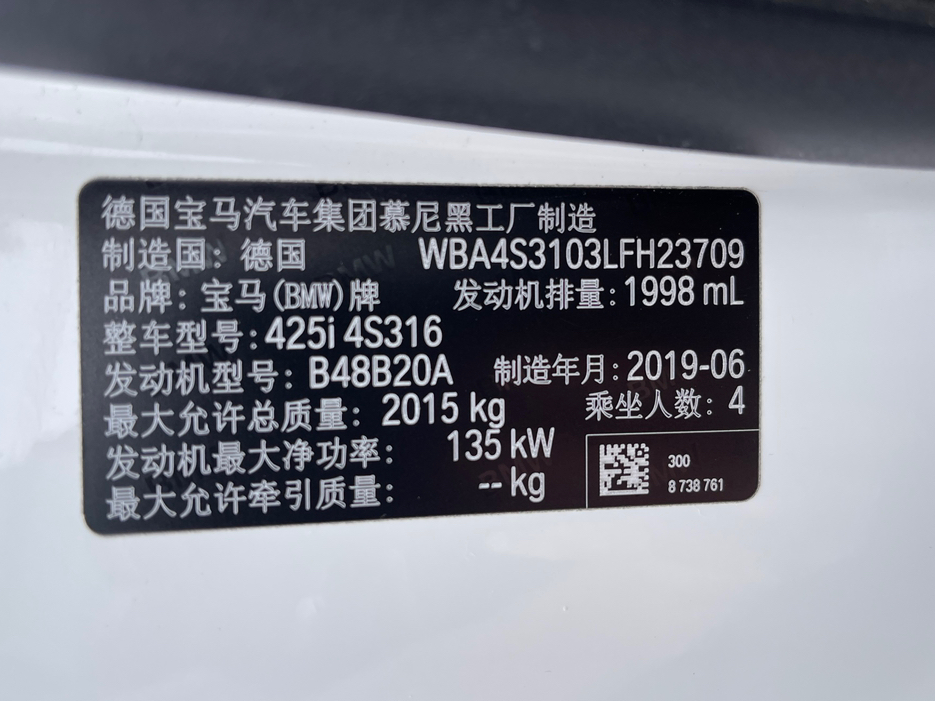 德国宝马汽车集团慕尼黑工厂制造
制造国：德国 WBA4S3103LFH23709
品牌：宝马(BMW)牌 发动机排量：1998 mL
整车型号：425i 4S316
发动机型号：B48B20A 制造年月：2019-06
最大允许总质量：2015 kg 乘坐人数：4
发动机最大净功率：135 kW
最大允许牵引质量：-- kg
300
8 738 761